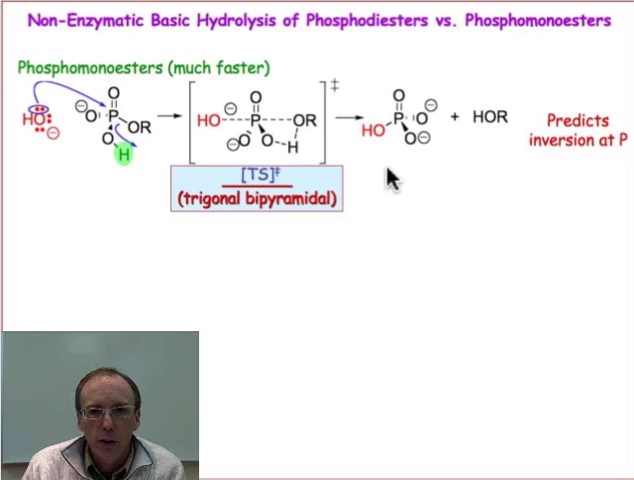 Non-Enzymatic Basic Hydrolysis of Phosphodiesters vs. Phosphomonoesters
Phosphomonoesters (much faster)
HO O P O OR O H
HO O P OR O O H ‡
O HO P O O + HOR
Predicts
inversion at P
[TS]‡
(trigonal bipyramidal)